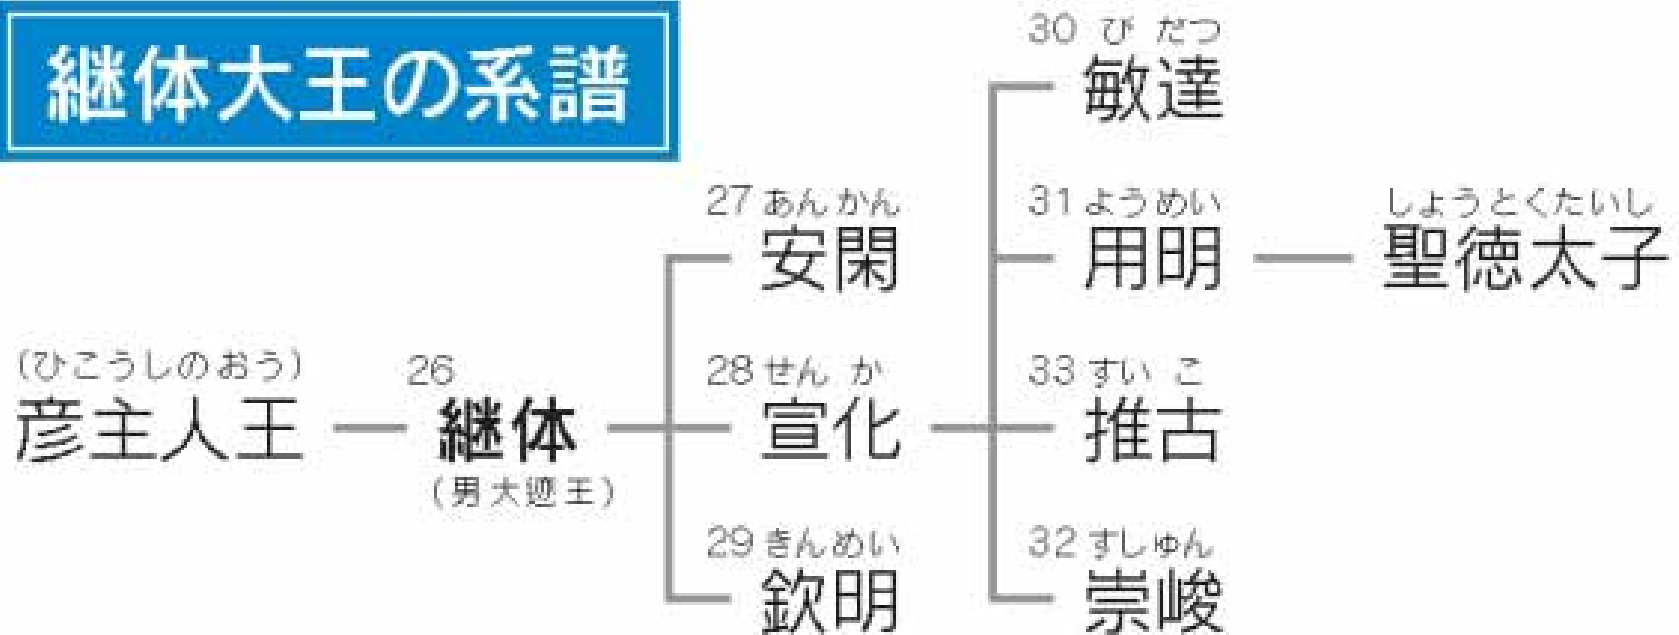 継体大王の系譜
30 びだつ
敏達
27 あんかん
安閑
31 ようめい
用明
しょうとくたいし
聖徳太子
(ひこうしのおう)
彦主人王
26
継体
(男大迹王)
28 せんか
宣化
33 すいこ
推古
29 きんめい
欽明
32 すしゅん
崇峻